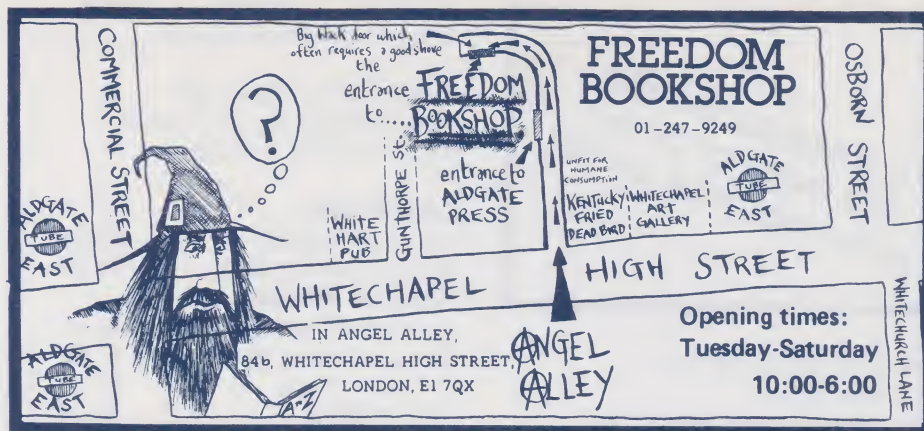 Big black door which
often requires a good shove
the
entrance
to.....
FREEDOM
BOOKSHOP
entrance to
ALDGATE
PRESS
FREEDOM
BOOKSHOP
01-247-9249
COMMERCIAL STREET
OSBORN STREET
?
GUNTHORPE St.
WHITE
HART
PUB
UNFIT FOR
HUMANE
CONSUMPTION
KENTUCKY
FRIED
DEAD BIRD
WHITECHAPEL
ART
GALLERY
ALDGATE
TUBE
EAST
ALDGATE
TUBE
EAST
WHITECHAPEL HIGH STREET
WHITECHURCH LANE
ALDGATE
TUBE
EAST
IN ANGEL ALLEY,
84b, WHITECHAPEL HIGH STREET,
LONDON, E1 7QX
A-Z
ANGEL
ALLEY
Opening times:
Tuesday-Saturday
10:00-6:00